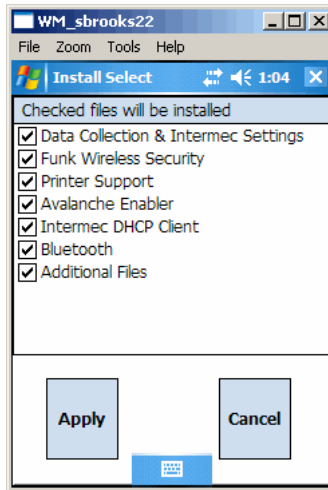 WM_sbrooks22
File Zoom Tools Help
Install Select 1:04
Checked files will be installed
Data Collection & Intermec Settings
Funk Wireless Security
Printer Support
Avalanche Enabler
Intermec DHCP Client
Bluetooth
Additional Files
Apply Cancel